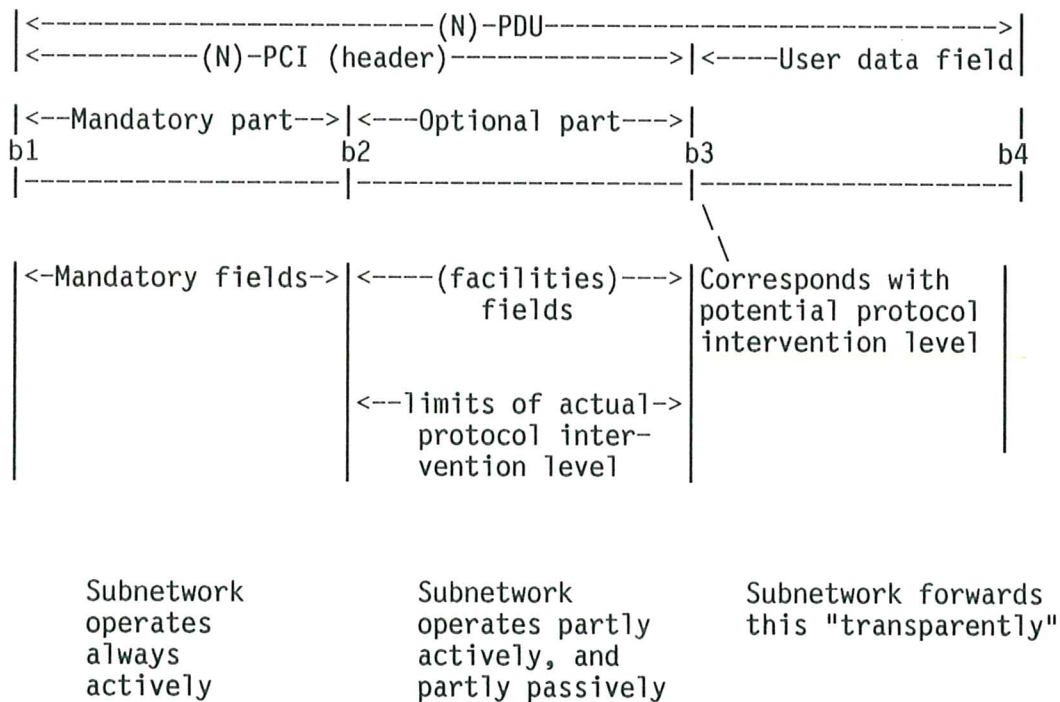 |<--------------------------(N)-PDU------------------------------>|
|<----------(N)-PCI (header)-------------->|<----User data field|
|<--Mandatory part-->|<---Optional part--->| |
b1 b2 b3 b4
|--------------------|---------------------|--------------------|
\
\
|<-Mandatory fields->|<----(facilities)--->|Corresponds with |
fields potential protocol
intervention level
<--limits of actual->
protocol inter-
vention level
Subnetwork Subnetwork Subnetwork forwards
operates operates partly this "transparently"
always actively, and
actively partly passively